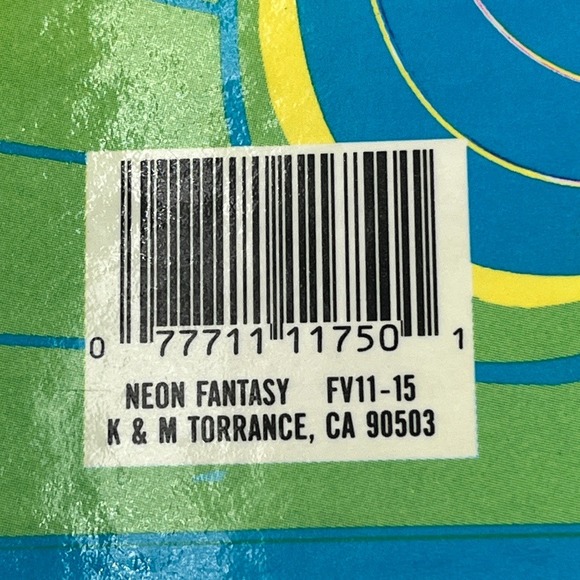 0 77711 11750 1
NEON FANTASY FV11-15
K & M TORRANCE, CA 90503